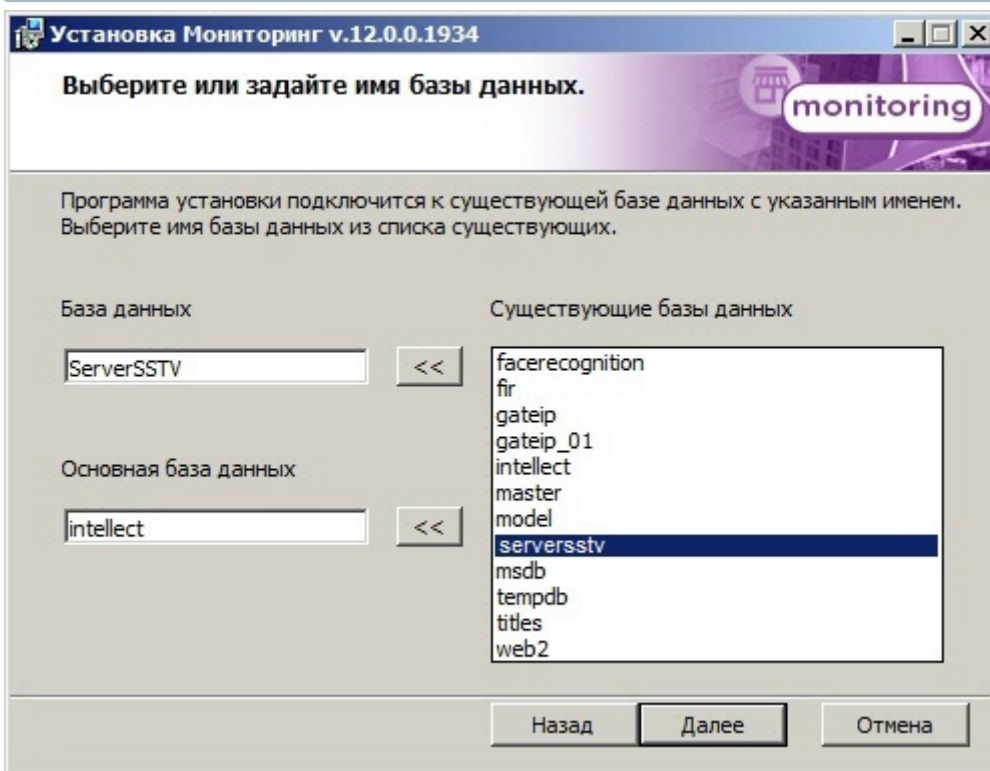 Установка Мониторинг v.12.0.0.1934
Выберите или задайте имя базы данных.
monitoring
Программа установки подключится к существующей базе данных с указанным именем.
Выберите имя базы данных из списка существующих.
База данных
ServerSSTV
<<
Основная база данных
intellect
<<
Существующие базы данных
facerecognition
fir
gateip
gateip_01
intellect
master
model
serversstv
msdb
tempdb
titles
web2
Назад
Далее
Отмена